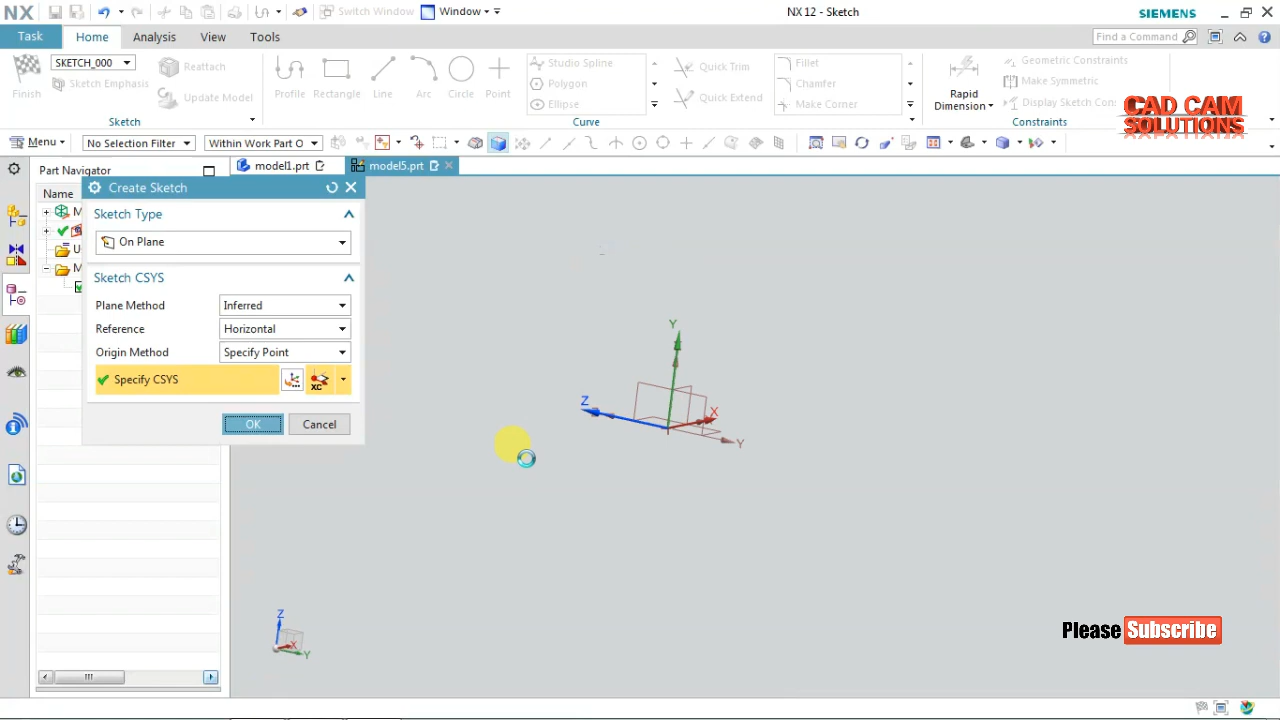 NX
Switch Window
Window
NX 12 - Sketch
SIEMENS
Task
Home
Analysis
View
Tools
Find a Command
Finish
SKETCH_000
Sketch Emphasis
Reattach
Update Model
Sketch
Profile
Rectangle
Line
Arc
Circle
Point
Studio Spline
Polygon
Ellipse
Quick Trim
Quick Extend
Fillet
Chamfer
Make Corner
Curve
Rapid
Dimension
Geometric Constraints
Make Symmetric
Display Sketch Con
Constraints
CAD CAM
SOLUTIONS
Menu
No Selection Filter
Within Work Part O
Part Navigator
model1.prt
model5.prt
Name
Create Sketch
Sketch Type
On Plane
Sketch CSYS
Plane Method
Inferred
Reference
Horizontal
Origin Method
Specify Point
Specify CSYS
XC
OK
Cancel
Y
Z
X
Y
Z
X
Y
Please Subscribe